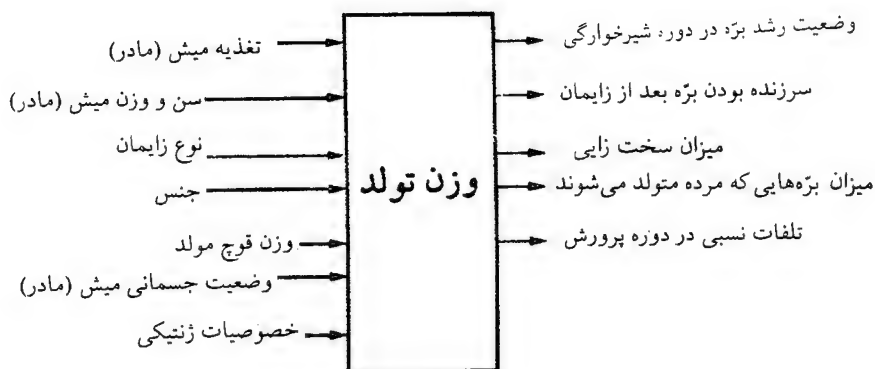 تغذیه میش (مادر)
سن و وزن میش (مادر)
نوع زایمان
جنس
وزن قوچ مولد
وضعیت جسمانی میش (مادر)
خصوصیات ژنتیکی
وزن تولد
وضعیت رشد برّه در دوره شیرخوارگی
سرزنده بودن برّه بعد از زایمان
میزان سخت زایی
میزان برّه‌هایی که مرده متولد می‌شوند
تلفات نسبی در دوره پرورش